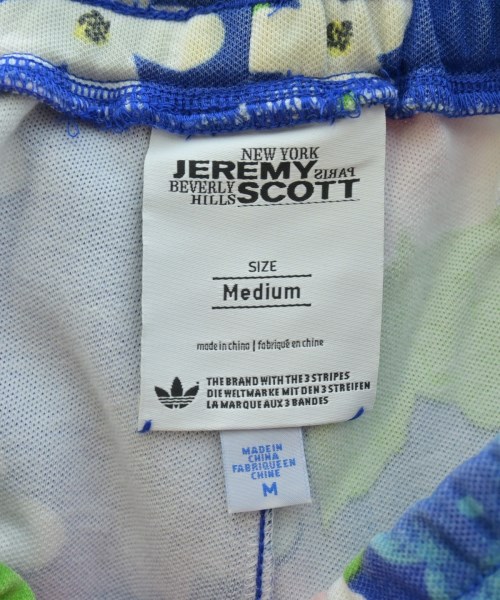 NEW YORK
JEREMY PARIS
BEVERLY HILLS SCOTT
SIZE
Medium
made in china | fabriqué en chine
THE BRAND WITH THE 3 STRIPES
DIE WELTMARKE MIT DEN 3 STREIFEN
LA MARQUE AUX 3 BANDES
MADE IN
CHINA
FABRIQUE EN
CHINE
M